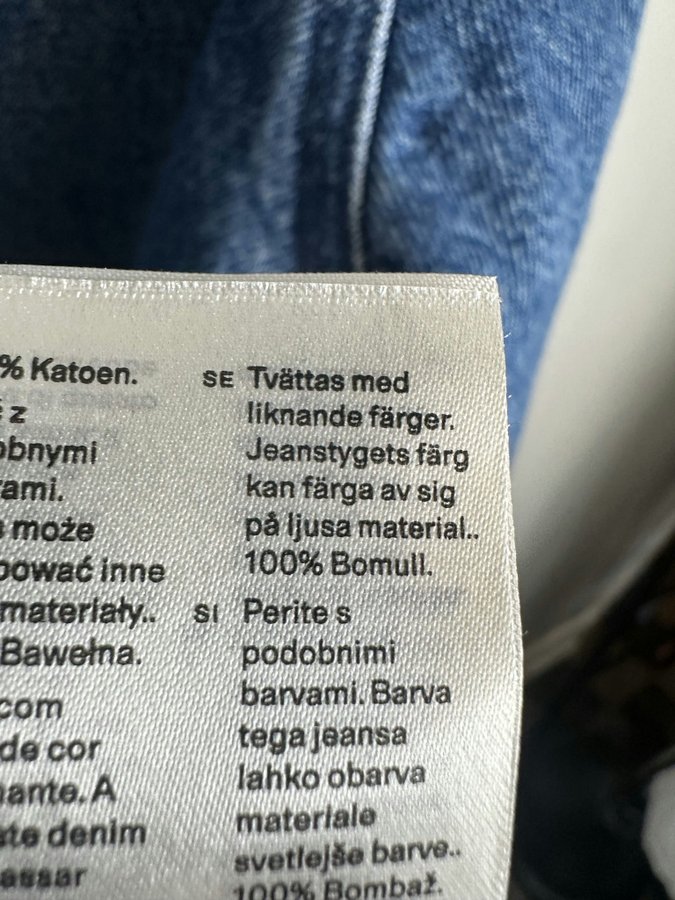 % Katoen.
z
obnymi
ami.
może
pować inne
materiały..
Bawełna.
com
de cor
ante. A
ste denim
assar
SE Tvättas med
liknande färger.
Jeanstygets färg
kan färga av sig
på ljusa material..
100% Bomull.
SI Perite s
podobnimi
barvami. Barva
tega jeansa
lahko obarva
materiale
svetlejše barve..
100% Bombaž.